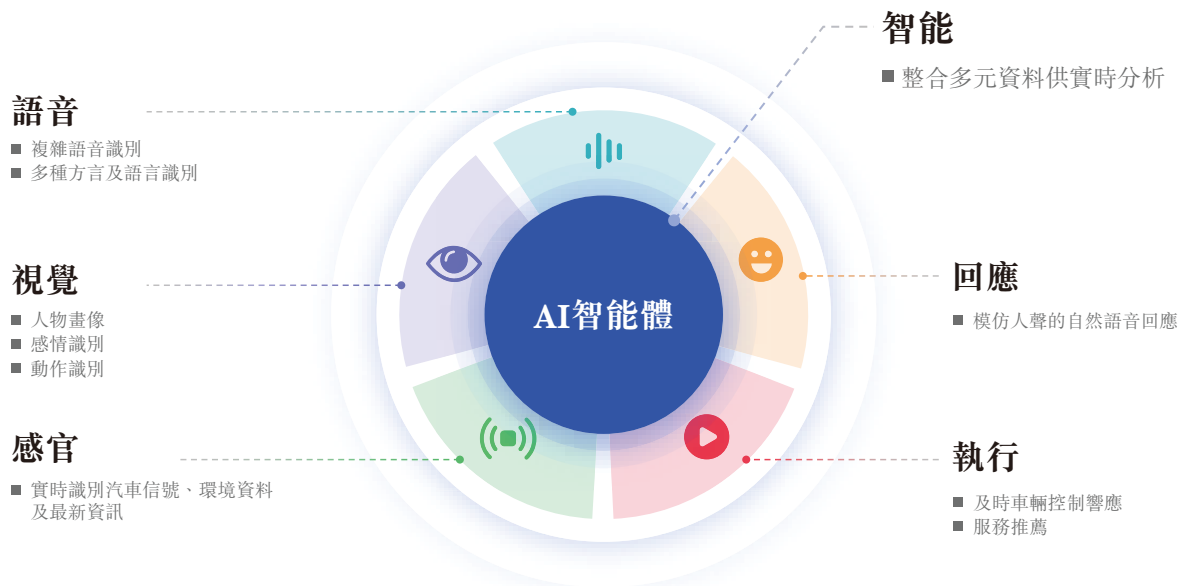 智能
■ 整合多元資料供實時分析
語音
■ 複雜語音識別
■ 多種方言及語言識別
視覺
■ 人物畫像
■ 感情識別
■ 動作識別
感官
■ 實時識別汽車信號、環境資料
及最新資訊
AI智能體
回應
■ 模仿人聲的自然語音回應
執行
■ 及時車輛控制響應
■ 服務推薦